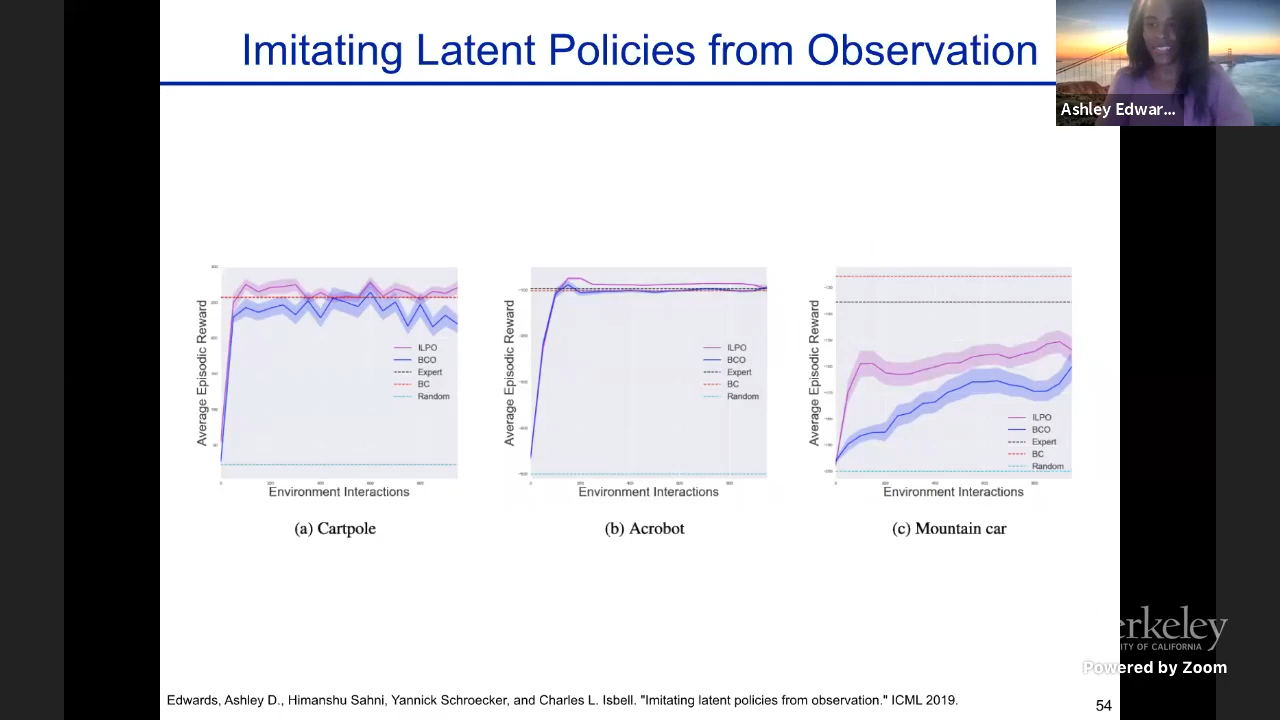 Imitating Latent Policies from Observation
Ashley Edwar...
Average Episodic Reward
ILPO
BCO
Expert
BC
Random
Environment Interactions
(a) Cartpole
Average Episodic Reward
ILPO
BCO
Expert
BC
Random
Environment Interactions
(b) Acrobot
Average Episodic Reward
ILPO
BCO
Expert
BC
Random
Environment Interactions
(c) Mountain car
erkeley
ITY OF CALIFORNIA
Powered by Zoom
Edwards, Ashley D., Himanshu Sahni, Yannick Schroecker, and Charles L. Isbell. "Imitating latent policies from observation." ICML 2019.
54